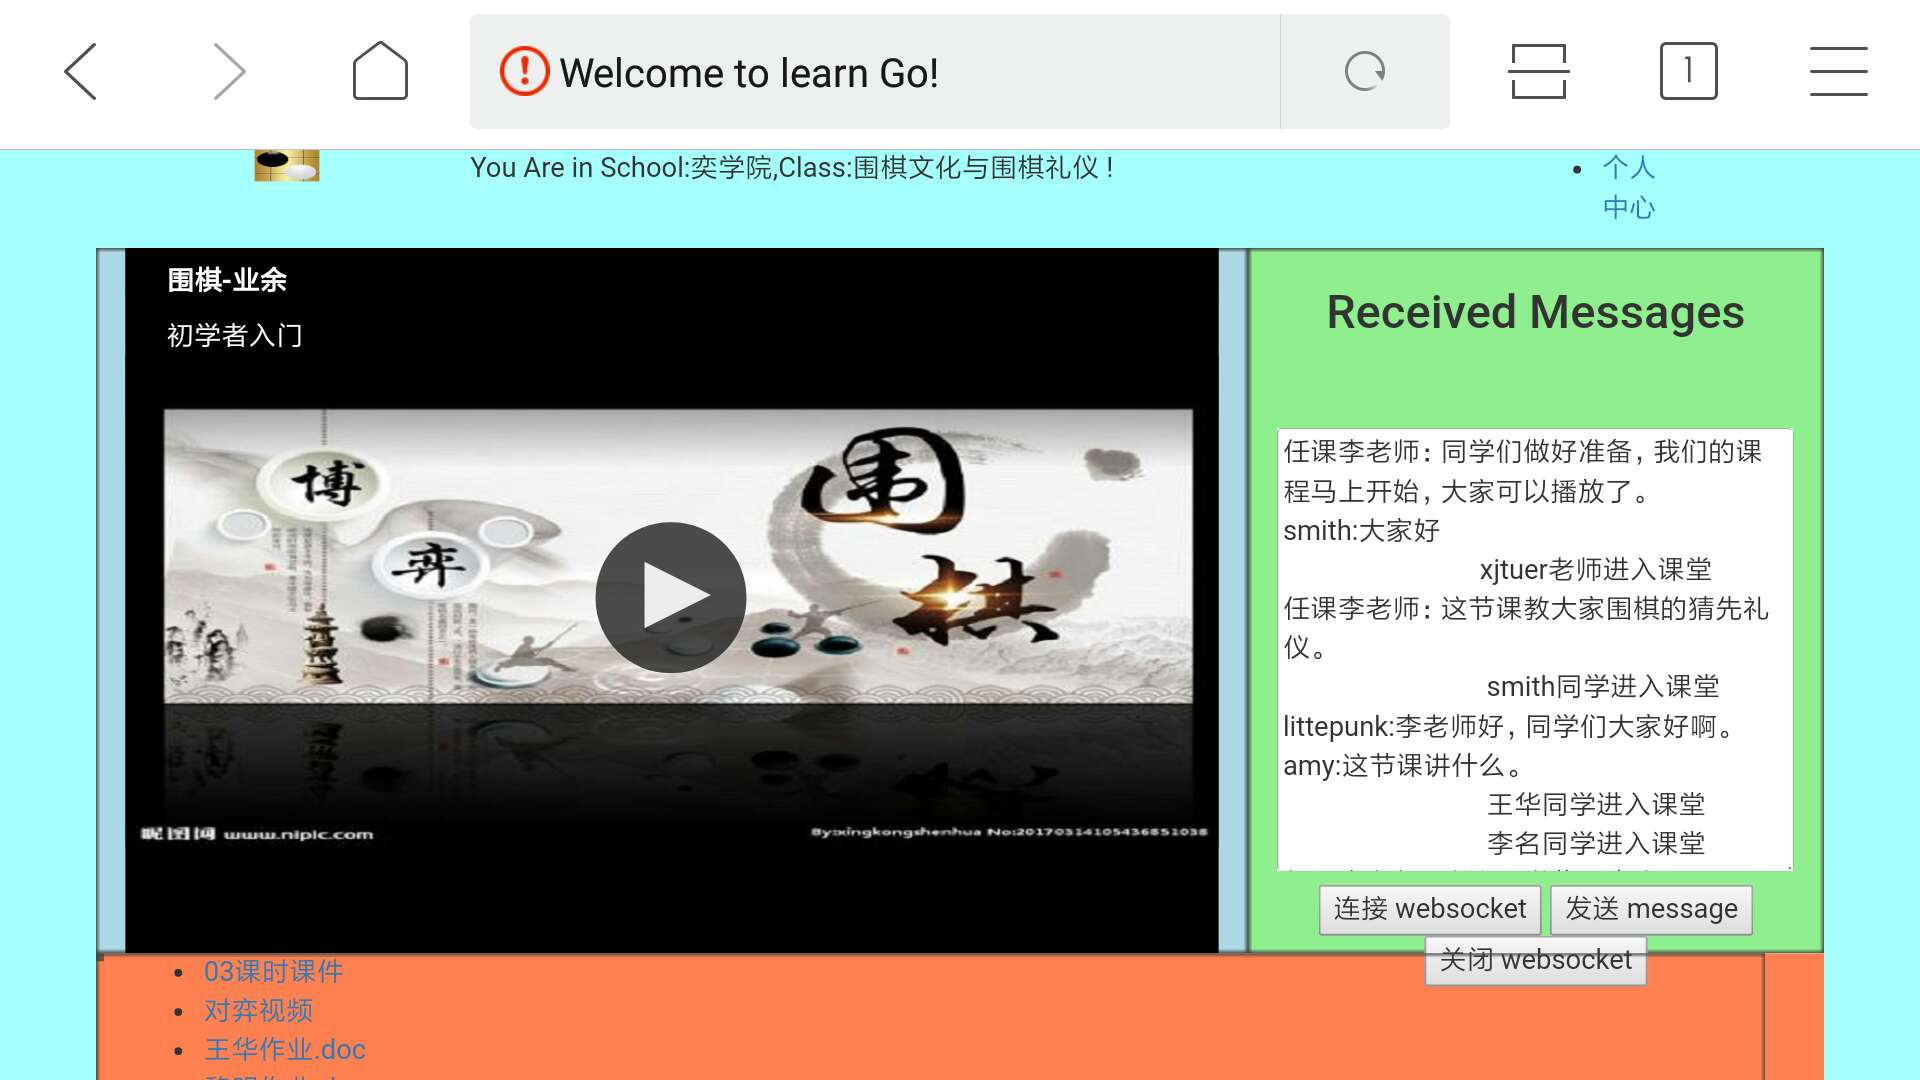 Welcome to learn Go!
1
You Are in School:奕学院,Class:围棋文化与围棋礼仪 !
个人
中心
围棋-业余
初学者入门
博
弈
围
棋
昵图网 www.nipic.com
By:xingkongshenhua No:20170314105436851038
Received Messages
任课李老师：同学们做好准备，我们的课
程马上开始，大家可以播放了。
smith:大家好
xjtuer老师进入课堂
任课李老师：这节课教大家围棋的猜先礼
仪。
smith同学进入课堂
littepunk:李老师好，同学们大家好啊。
amy:这节课讲什么。
王华同学进入课堂
李名同学进入课堂
连接 websocket
发送 message
关闭 websocket
03课时课件
对弈视频
王华作业.doc